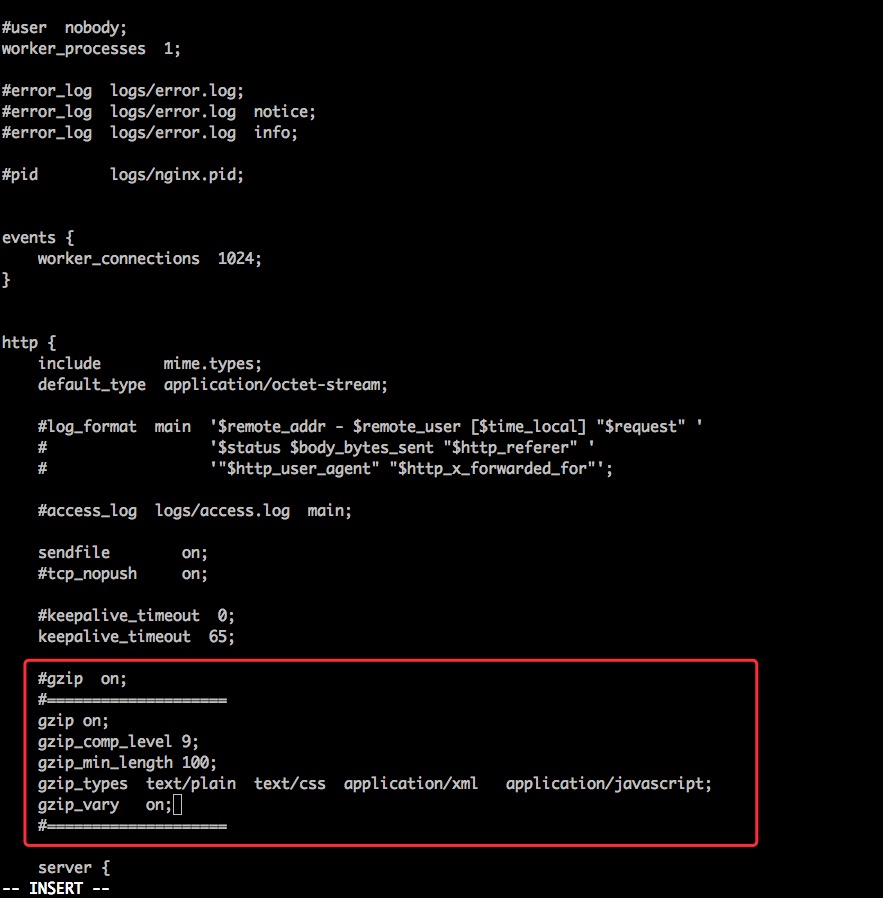 #user  nobody;
worker_processes  1;
#error_log  logs/error.log;
#error_log  logs/error.log  notice;
#error_log  logs/error.log  info;
#pid        logs/nginx.pid;
events {
    worker_connections  1024;
}
http {
    include       mime.types;
    default_type  application/octet-stream;
    #log_format  main  '$remote_addr - $remote_user [$time_local] "$request" '
    #                  '$status $body_bytes_sent "$http_referer" '
    #                  '"$http_user_agent" "$http_x_forwarded_for"';
    #access_log  logs/access.log  main;
    sendfile        on;
    #tcp_nopush     on;
    #keepalive_timeout  0;
    keepalive_timeout  65;
    #gzip  on;
    #====================
    gzip on;
    gzip_comp_level 9;
    gzip_min_length 100;
    gzip_types  text/plain  text/css  application/xml   application/javascript;
    gzip_vary   on;
    #====================
    server {
-- INSERT --